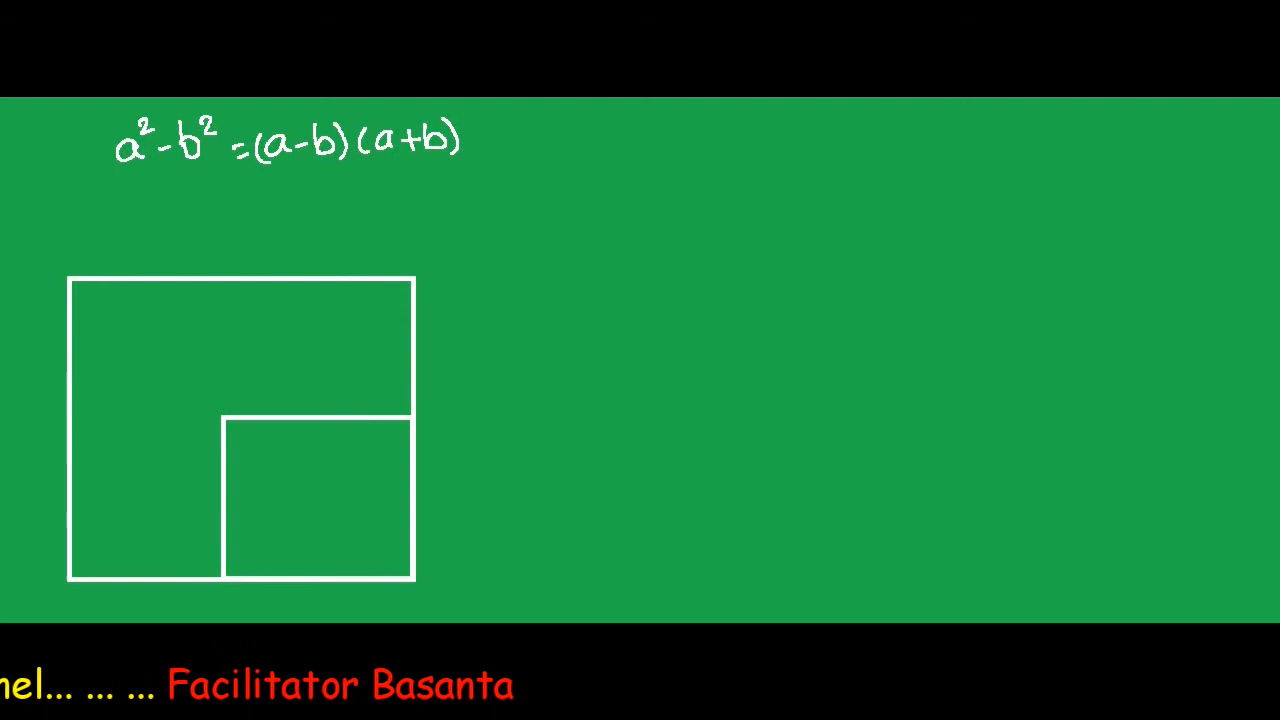 a² - b² = (a-b) (a+b)
nel... ... ... Facilitator Basanta